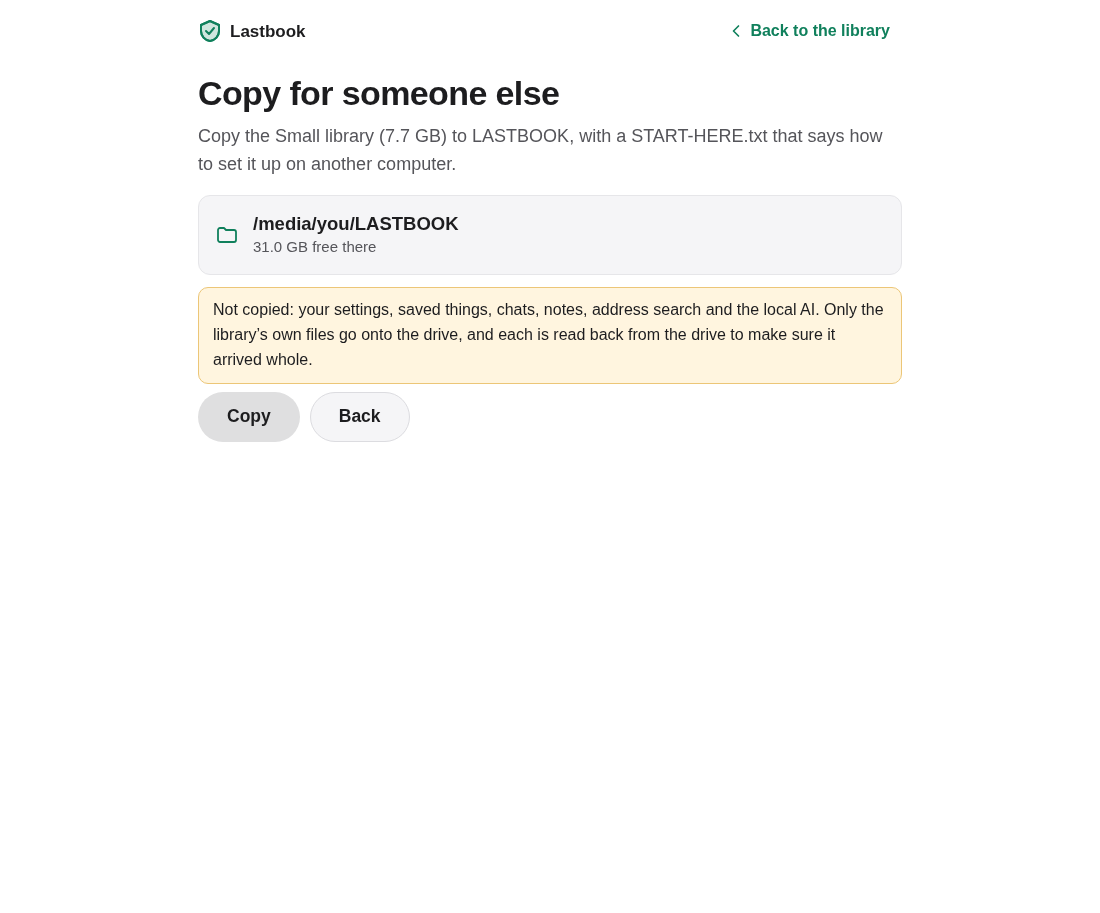 Lastbook
Back to the library
Copy for someone else
Copy the Small library (7.7 GB) to LASTBOOK, with a START-HERE.txt that says how
to set it up on another computer.
/media/you/LASTBOOK
31.0 GB free there
Not copied: your settings, saved things, chats, notes, address search and the local AI. Only the
library’s own files go onto the drive, and each is read back from the drive to make sure it
arrived whole.
Copy
Back